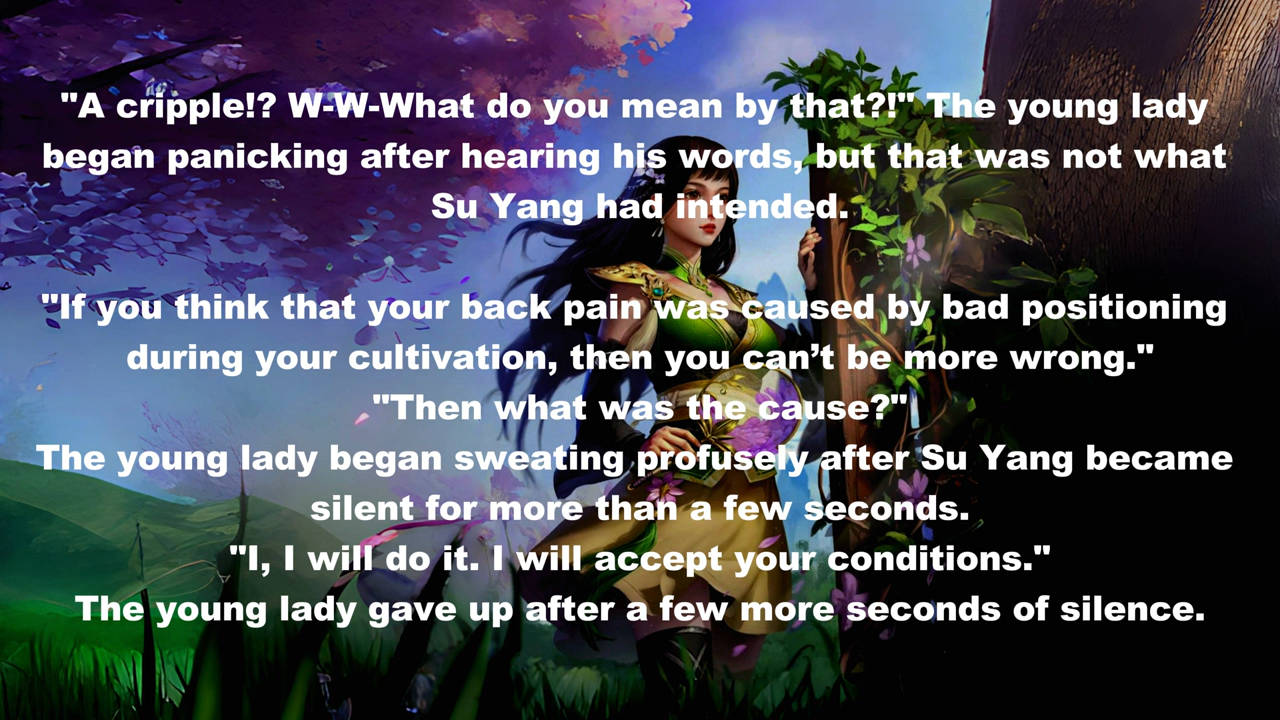 "A cripple!? W-W-What do you mean by that?!" The young lady
began panicking after hearing his words, but that was not what
Su Yang had intended.
"If you think that your back pain was caused by bad positioning
during your cultivation, then you can’t be more wrong."
"Then what was the cause?"
The young lady began sweating profusely after Su Yang became
silent for more than a few seconds.
"I, I will do it. I will accept your conditions."
The young lady gave up after a few more seconds of silence.